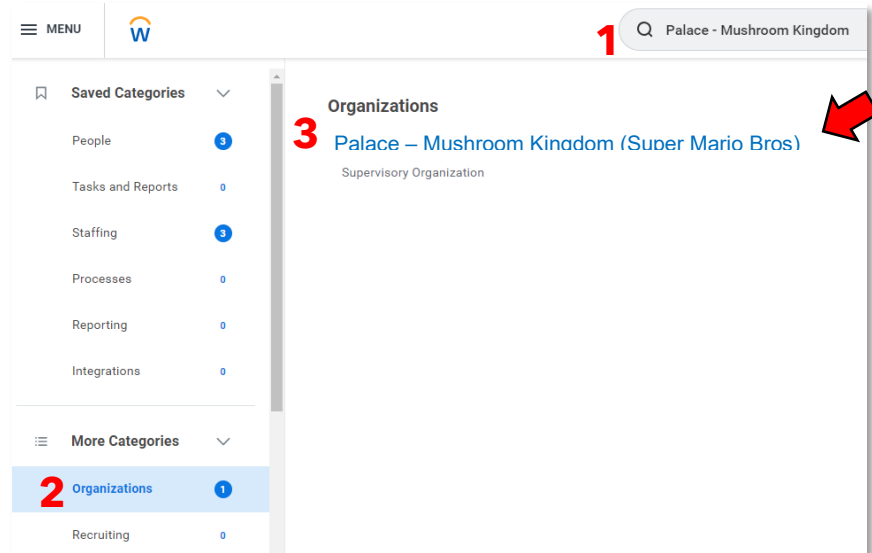 MENU
W
1
Palace - Mushroom Kingdom
Saved Categories
People 3
Tasks and Reports 0
Staffing 3
Processes 0
Reporting 0
Integrations 0
More Categories
2 Organizations 1
Recruiting 0
Organizations
3 Palace – Mushroom Kingdom (Super Mario Bros)
Supervisory Organization